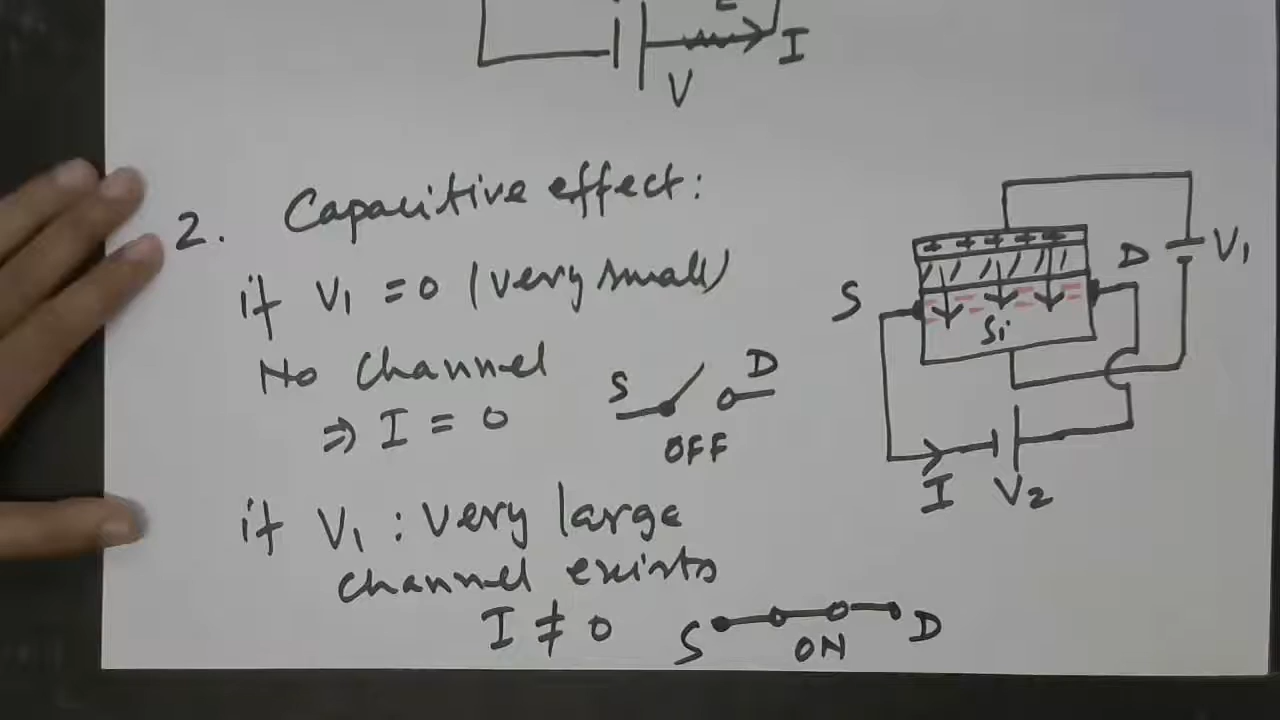 I
V
2. Capacitive effect:
if V1 = 0 (very small)
No channel
⇒ I = 0
S D
OFF
if V1 : very large
channel exists
I ≠ 0
S D
ON
+ + + + +
S D V1
Si
I V2